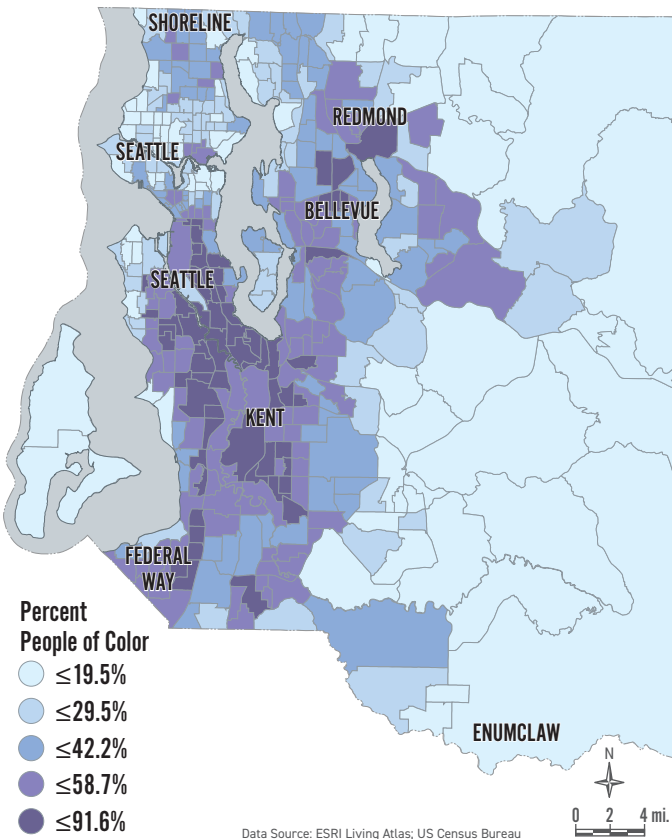 SHORELINE
REDMOND
SEATTLE
BELLEVUE
SEATTLE
KENT
FEDERAL
WAY
Percent
People of Color
≤19.5%
≤29.5%
≤42.2%
≤58.7%
≤91.6%
ENUMCLAW
N
0 2 4 mi.
Data Source: ESRI Living Atlas; US Census Bureau